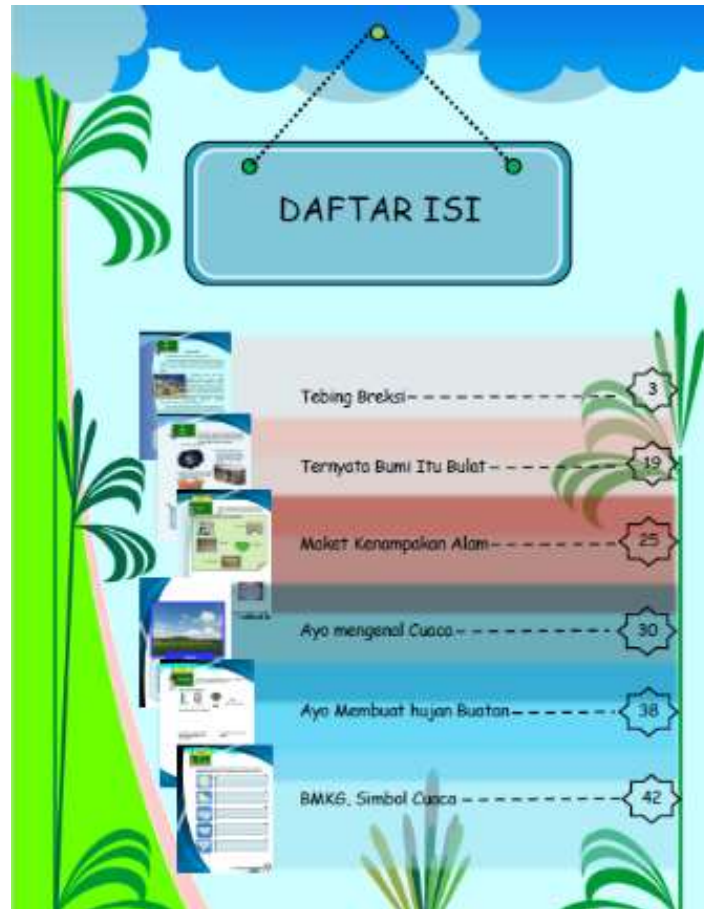 DAFTAR ISI
Tebing Breksi 3
Ternyata Bumi Itu Bulat 19
Maket Kenampakan Alam 25
Ayo mengenal Cuaca 30
Ayo Membuat hujan Buatan 38
BMKG, Simbol Cuaca 42